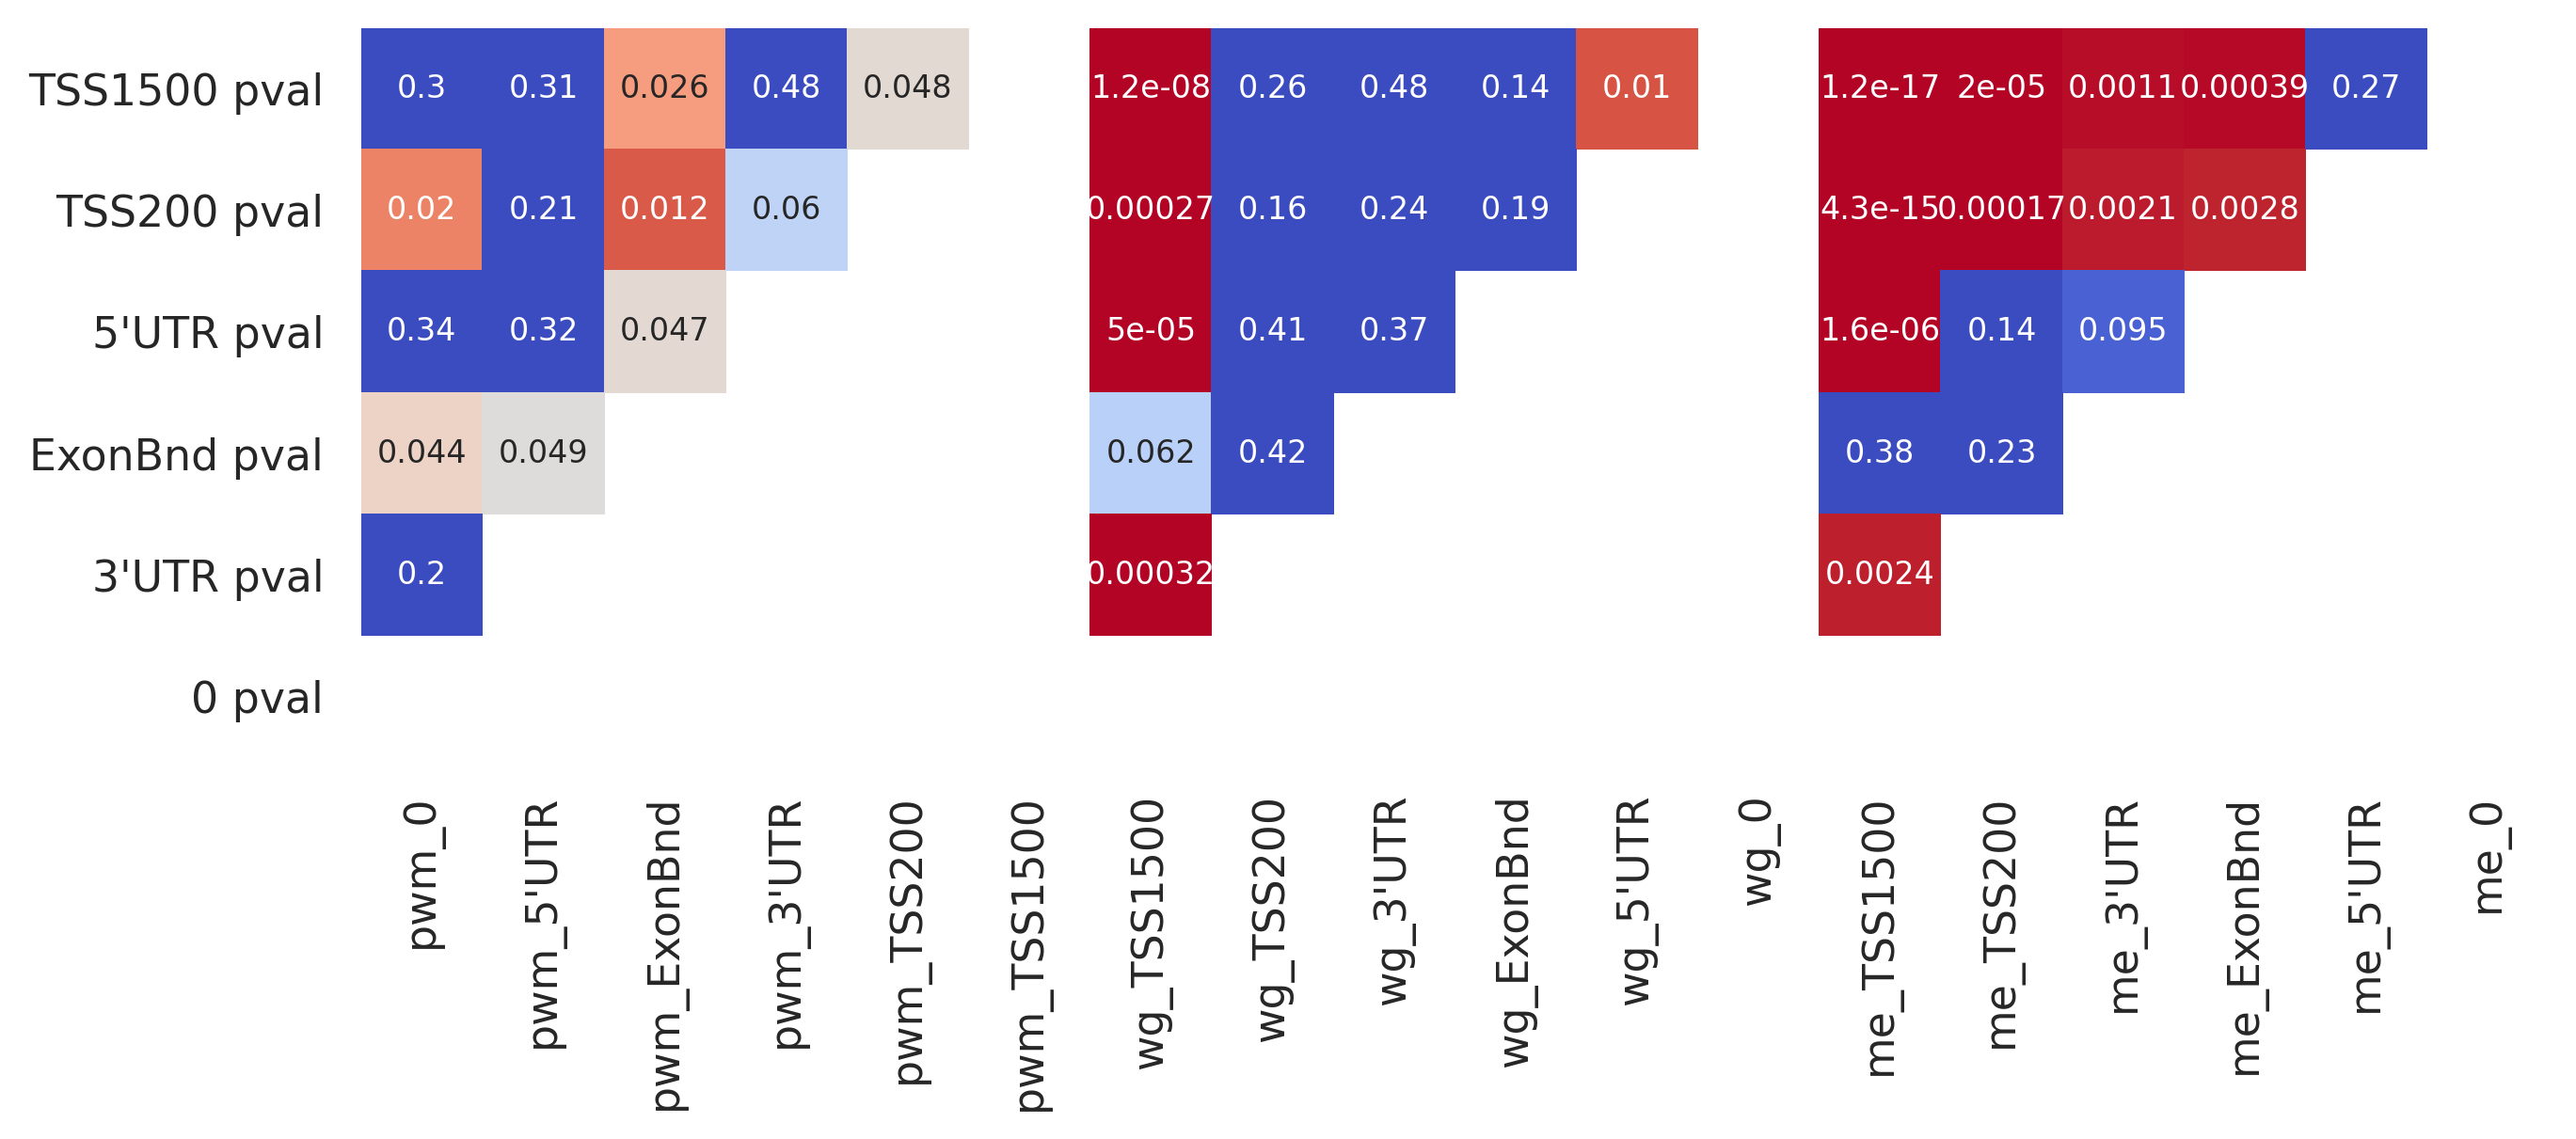 TSS1500 pval 0.3 0.31 0.026 0.48 0.048 1.2e-08 0.26 0.48 0.14 0.01 1.2e-17 2e-05 0.0011 0.00039 0.27
TSS200 pval 0.02 0.21 0.012 0.06 0.00027 0.16 0.24 0.19 4.3e-15 0.00017 0.0021 0.0028
5'UTR pval 0.34 0.32 0.047 5e-05 0.41 0.37 1.6e-06 0.14 0.095
ExonBnd pval 0.044 0.049 0.062 0.42 0.38 0.23
3'UTR pval 0.2 0.00032 0.0024
0 pval
pwm_0
pwm_5'UTR
pwm_ExonBnd
pwm_3'UTR
pwm_TSS200
pwm_TSS1500
wg_TSS1500
wg_TSS200
wg_3'UTR
wg_ExonBnd
wg_5'UTR
wg_0
me_TSS1500
me_TSS200
me_3'UTR
me_ExonBnd
me_5'UTR
me_0